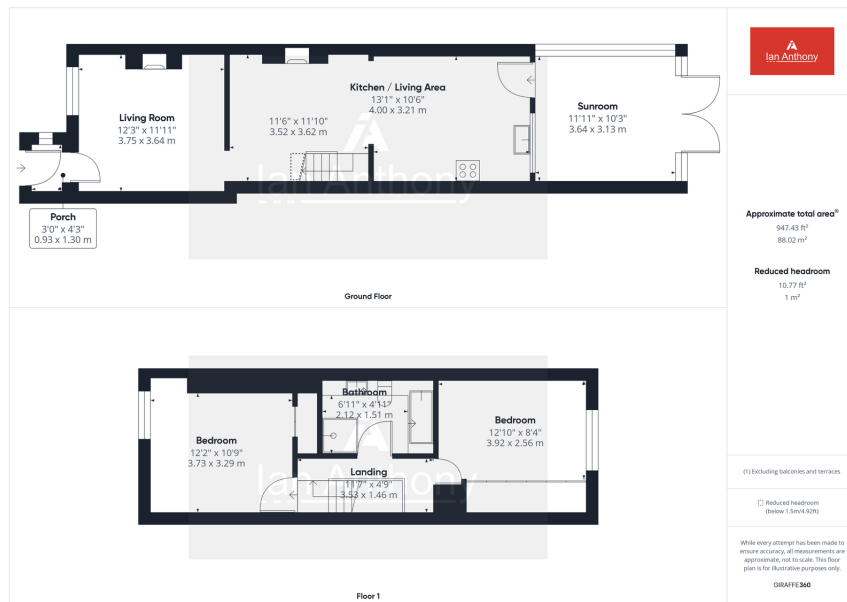 Living Room
12'3" x 11'11"
3.75 x 3.64 m
Porch
3'0" x 4'3"
0.93 x 1.30 m
11'6" x 11'10"
3.52 x 3.62 m
Kitchen / Living Area
13'1" x 10'6"
4.00 x 3.21 m
Sunroom
11'11" x 10'3"
3.64 x 3.13 m
Ian Anthony
Ground Floor
Bedroom
12'2" x 10'9"
3.73 x 3.29 m
Bathroom
6'11" x 4'11"
2.12 x 1.51 m
Landing
11'7" x 4'9"
3.53 x 1.46 m
Bedroom
12'10" x 8'4"
3.92 x 2.56 m
Ian Anthony
Floor 1
Ian Anthony
Approximate total area⁽¹⁾
947.43 ft²
88.02 m²
Reduced headroom
10.77 ft²
1 m²
(1) Excluding balconies and terraces
Reduced headroom
(below 1.5m/4.92ft)
While every attempt has been made to
ensure accuracy, all measurements are
approximate, not to scale. This floor
plan is for illustrative purposes only.
GIRAFFE360